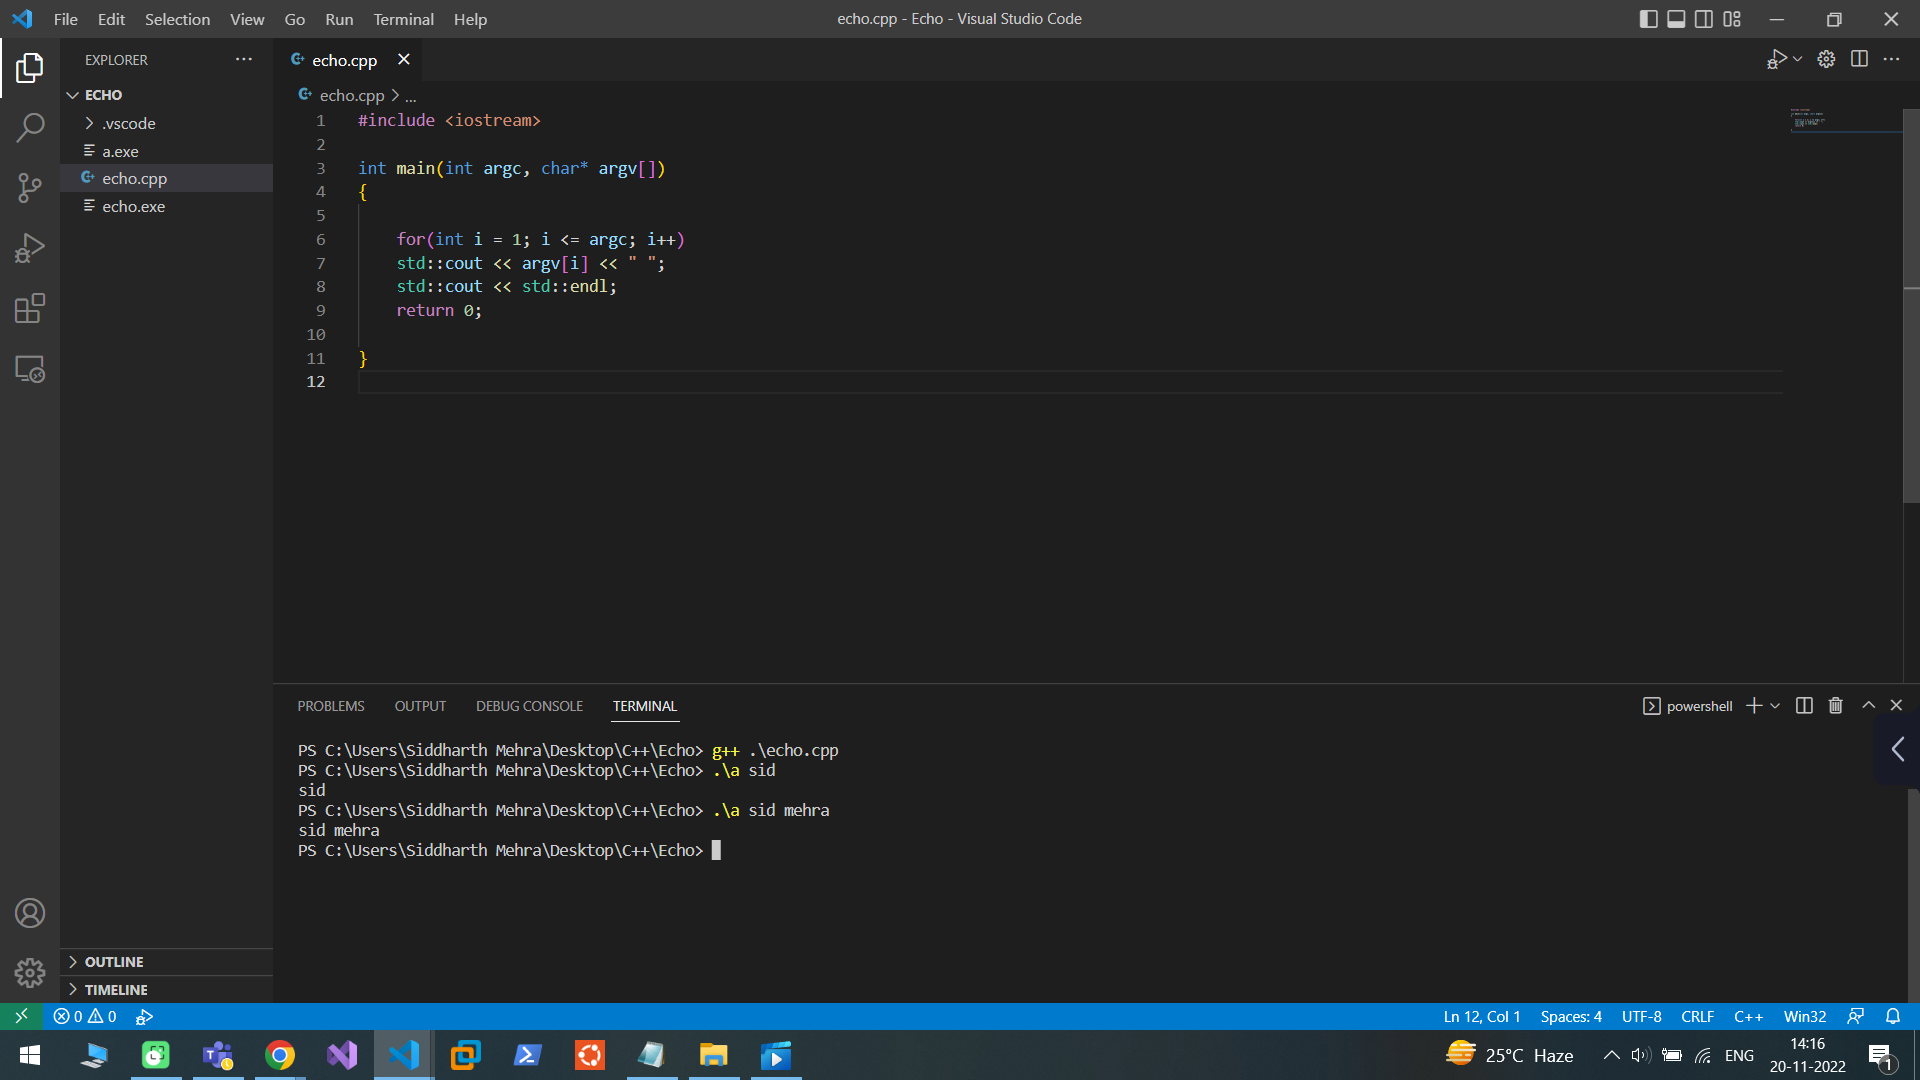 File Edit Selection View Go Run Terminal Help
echo.cpp - Echo - Visual Studio Code
EXPLORER
echo.cpp
ECHO
.vscode
a.exe
echo.cpp
echo.exe
echo.cpp > ...
1 #include <iostream>
2
3 int main(int argc, char* argv[])
4 {
5
6 for(int i = 1; i <= argc; i++)
7 std::cout << argv[i] << " ";
8 std::cout << std::endl;
9 return 0;
10
11 }
12
PROBLEMS OUTPUT DEBUG CONSOLE TERMINAL
powershell
PS C:\Users\Siddharth Mehra\Desktop\C++\Echo> g++ .\echo.cpp
PS C:\Users\Siddharth Mehra\Desktop\C++\Echo> .\a sid
sid
PS C:\Users\Siddharth Mehra\Desktop\C++\Echo> .\a sid mehra
sid mehra
PS C:\Users\Siddharth Mehra\Desktop\C++\Echo>
OUTLINE
TIMELINE
0 0
Ln 12, Col 1 Spaces: 4 UTF-8 CRLF C++ Win32
25°C Haze
ENG
14:16
20-11-2022
1